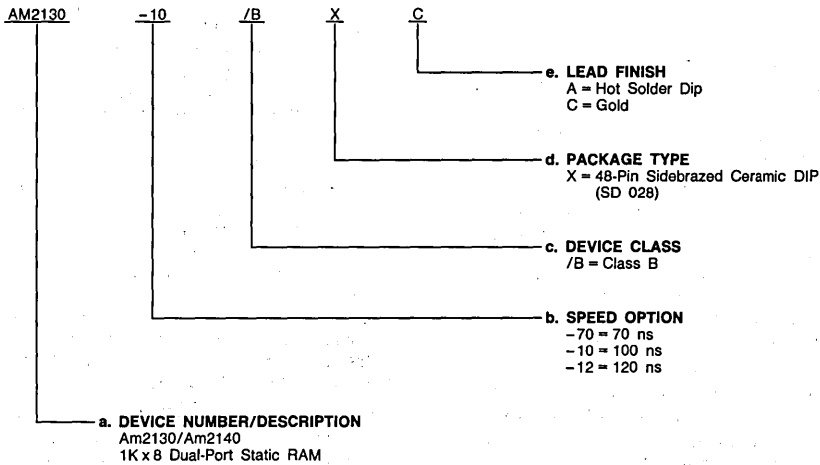 AM2130 -10 /B X C
e. LEAD FINISH
A = Hot Solder Dip
C = Gold
d. PACKAGE TYPE
X = 48-Pin Sidebrazed Ceramic DIP
(SD 028)
c. DEVICE CLASS
/B = Class B
b. SPEED OPTION
-70 = 70 ns
-10 = 100 ns
-12 = 120 ns
a. DEVICE NUMBER/DESCRIPTION
Am2130/Am2140
1K x 8 Dual-Port Static RAM